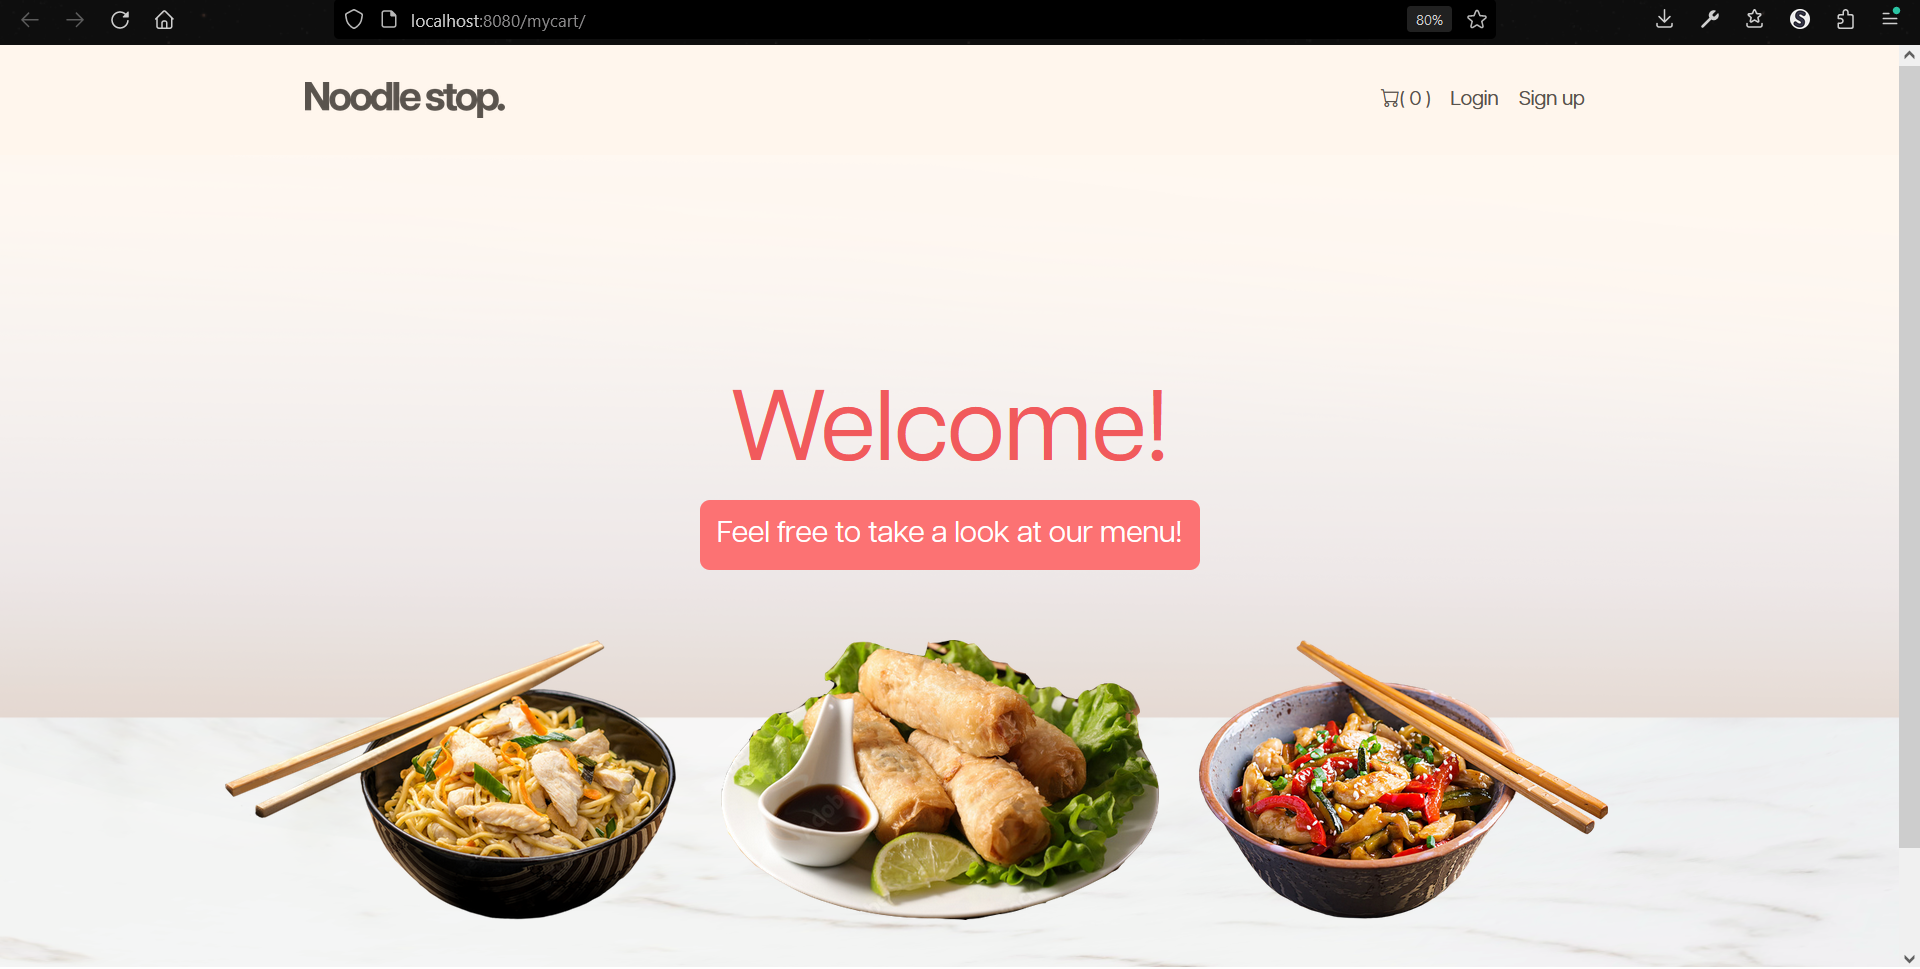 localhost:8080/mycart/
80%
Noodle stop.
( 0 ) Login Sign up
Welcome!
Feel free to take a look at our menu!